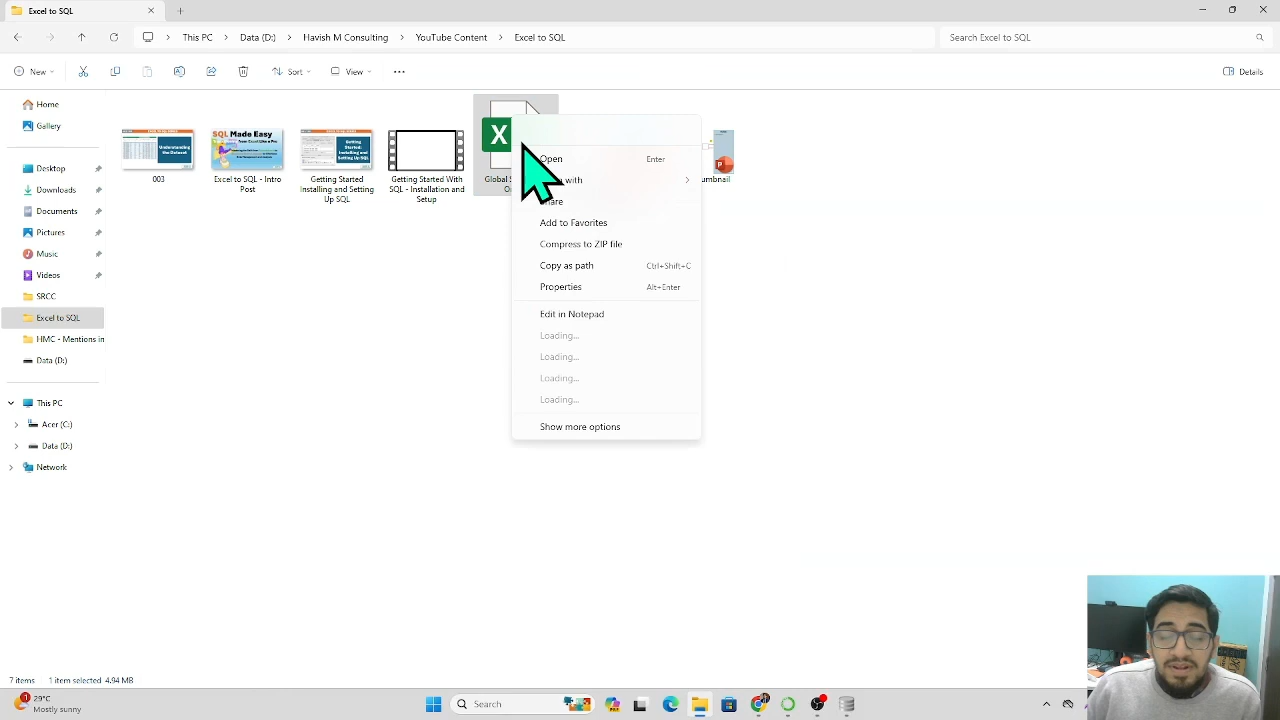 Excel to SQL
This PC > Data (D:) > Havish M Consulting > YouTube Content > Excel to SQL
Search Excel to SQL
New
Sort
View
Details
Home
Gallery
Desktop
Downloads
Documents
Pictures
Music
Videos
SRCC
Excel to SQL
HMC - Mentions in
Data (D:)
This PC
Acer (C:)
Data (D:)
Network
Understanding the Dataset
003
SQL Made Easy
Excel to SQL - Intro
Post
Getting Started: Installing and Setting Up SQL
Getting Started
Installing and Setting
Up SQL
Getting Started With
SQL - Installation and
Setup
X
Global
P
Open Enter
with
Share
Add to Favorites
Compress to ZIP file
Copy as path Ctrl+Shift+C
Properties Alt+Enter
Edit in Notepad
Loading...
Loading...
Loading...
Loading...
Show more options
7 items 1 item selected 4.94 MB
1
29°C
Mostly sunny
Search